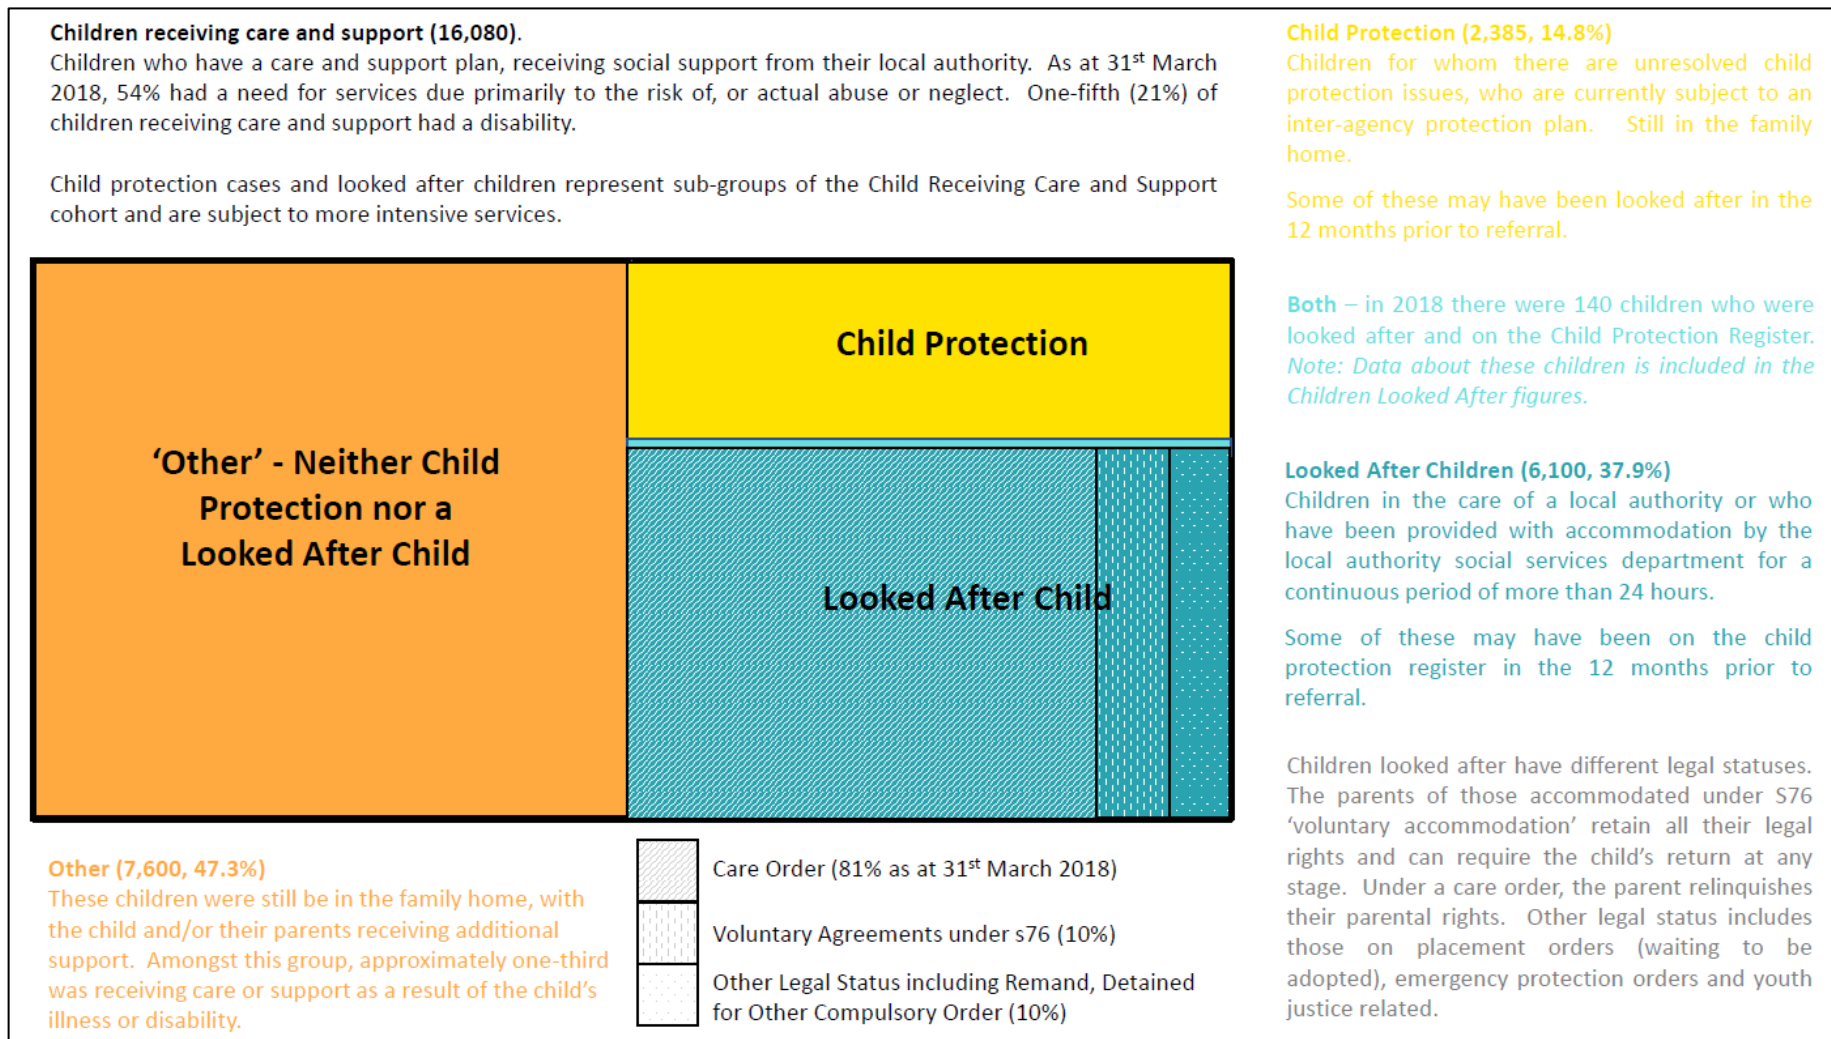 Children receiving care and support (16,080).
Children who have a care and support plan, receiving social support from their local authority. As at 31st March
2018, 54% had a need for services due primarily to the risk of, or actual abuse or neglect. One-fifth (21%) of
children receiving care and support had a disability.
Child protection cases and looked after children represent sub-groups of the Child Receiving Care and Support
cohort and are subject to more intensive services.
‘Other’ - Neither Child
Protection nor a
Looked After Child
Child Protection
Looked After Child
Other (7,600, 47.3%)
These children were still be in the family home, with
the child and/or their parents receiving additional
support. Amongst this group, approximately one-third
was receiving care or support as a result of the child’s
illness or disability.
Care Order (81% as at 31st March 2018)
Voluntary Agreements under s76 (10%)
Other Legal Status including Remand, Detained
for Other Compulsory Order (10%)
Child Protection (2,385, 14.8%)
Children for whom there are unresolved child
protection issues, who are currently subject to an
inter-agency protection plan. Still in the family
home.
Some of these may have been looked after in the
12 months prior to referral.
Both – in 2018 there were 140 children who were
looked after and on the Child Protection Register.
Note: Data about these children is included in the
Children Looked After figures.
Looked After Children (6,100, 37.9%)
Children in the care of a local authority or who
have been provided with accommodation by the
local authority social services department for a
continuous period of more than 24 hours.
Some of these may have been on the child
protection register in the 12 months prior to
referral.
Children looked after have different legal statuses.
The parents of those accommodated under S76
‘voluntary accommodation’ retain all their legal
rights and can require the child’s return at any
stage. Under a care order, the parent relinquishes
their parental rights. Other legal status includes
those on placement orders (waiting to be
adopted), emergency protection orders and youth
justice related.